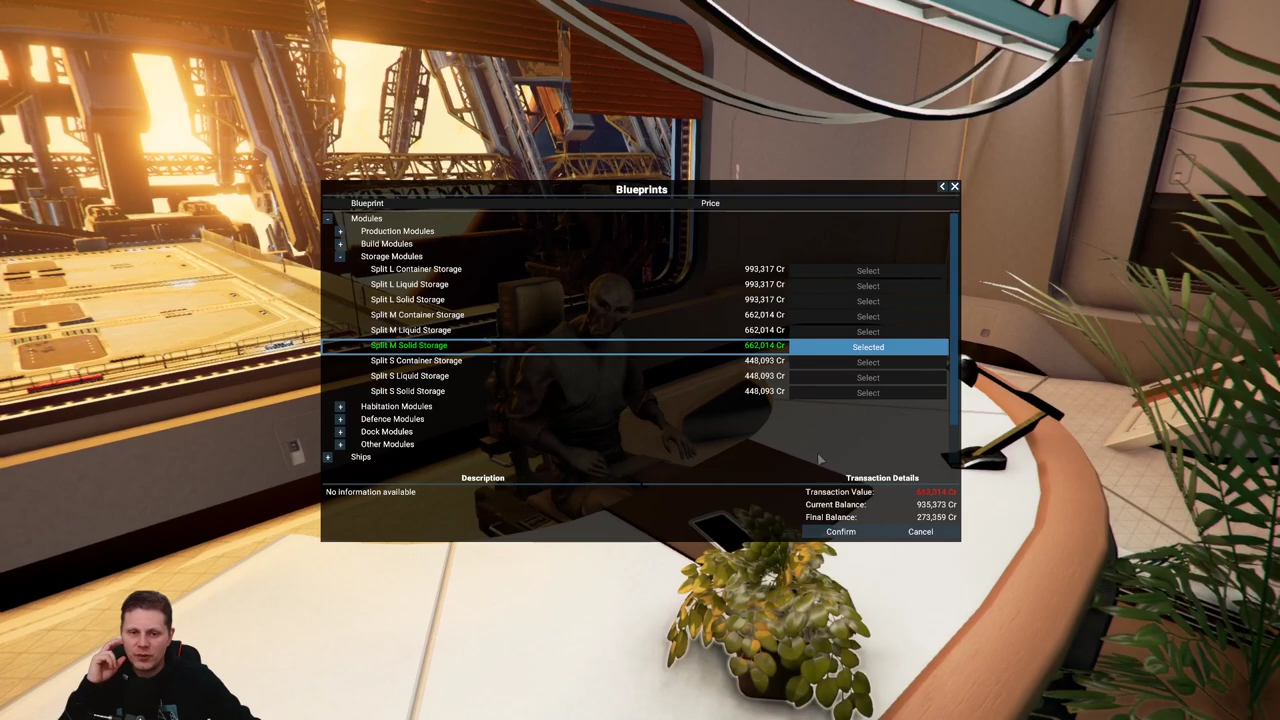 Blueprints
Blueprint Price
- Modules
+ Production Modules
+ Build Modules
- Storage Modules
Split L Container Storage 993,317 Cr Select
Split L Liquid Storage 993,317 Cr Select
Split L Solid Storage 993,317 Cr Select
Split M Container Storage 662,014 Cr Select
Split M Liquid Storage 662,014 Cr Select
Split M Solid Storage 662,014 Cr Selected
Split S Container Storage 448,093 Cr Select
Split S Liquid Storage 448,093 Cr Select
Split S Solid Storage 448,093 Cr Select
+ Habitation Modules
+ Defence Modules
+ Dock Modules
+ Other Modules
+ Ships
Description
No information available
Transaction Details
Transaction Value: 662,014 Cr
Current Balance: 935,373 Cr
Final Balance: 273,359 Cr
Confirm Cancel